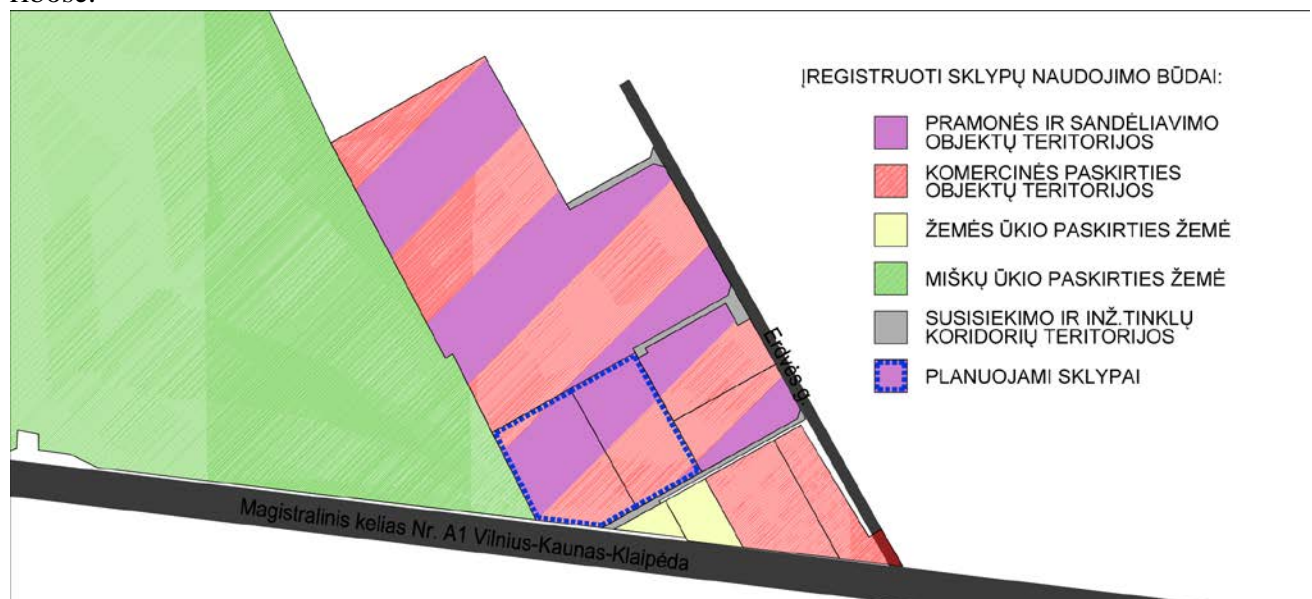 ĮREGISTRUOTI SKLYPŲ NAUDOJIMO BŪDAI:
PRAMONĖS IR SANDĖLIAVIMO
OBJEKTŲ TERITORIJOS
KOMERCINĖS PASKIRTIES
OBJEKTŲ TERITORIJOS
ŽEMĖS ŪKIO PASKIRTIES ŽEMĖ
MIŠKŲ ŪKIO PASKIRTIES ŽEMĖ
SUSISIEKIMO IR INŽ.TINKLŲ
KORIDORIŲ TERITORIJOS
PLANUOJAMI SKLYPAI
Erdvės g.
Magistralinis kelias Nr. A1 Vilnius-Kaunas-Klaipėda